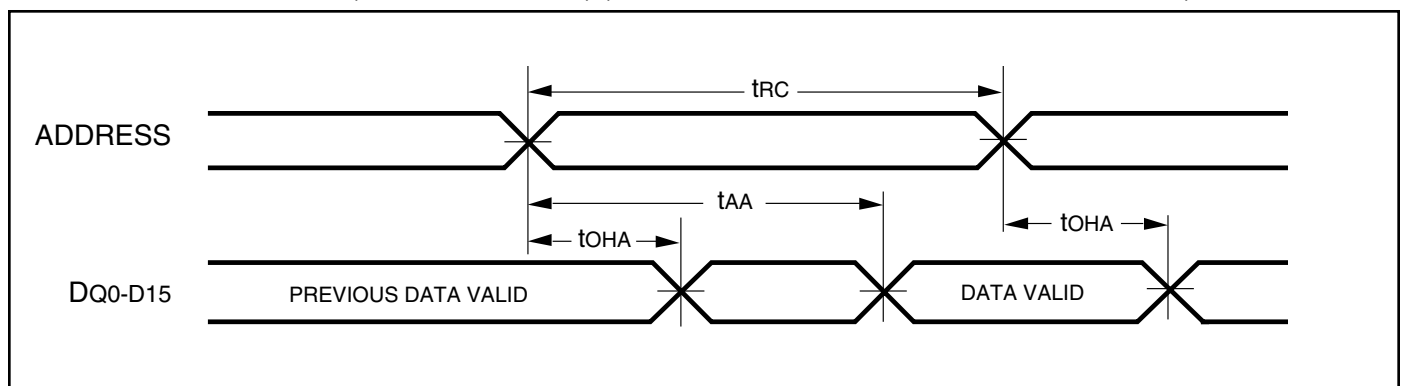 tRC
ADDRESS
tAA
tOHA
tOHA
DQ0-D15
PREVIOUS DATA VALID
DATA VALID